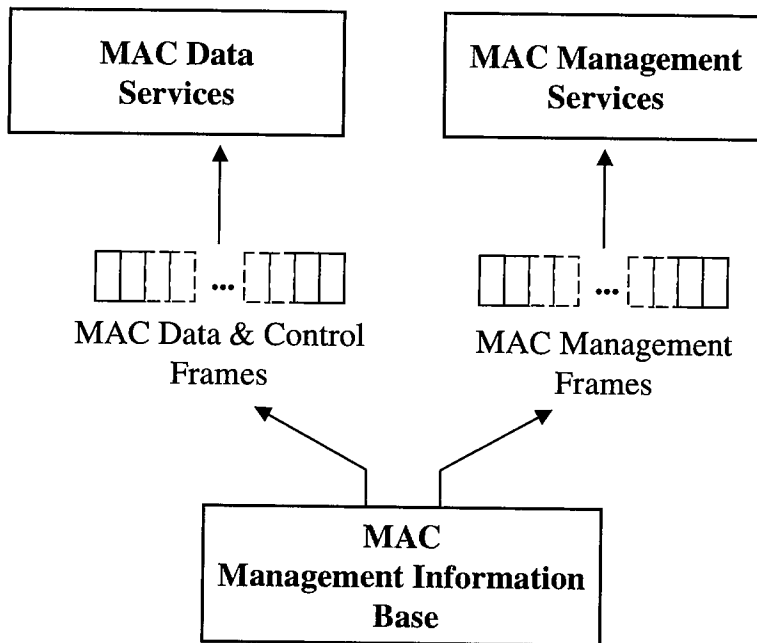 MAC Data
Services
MAC Management
Services
...
...
MAC Data & Control
Frames
MAC Management
Frames
MAC
Management Information
Base